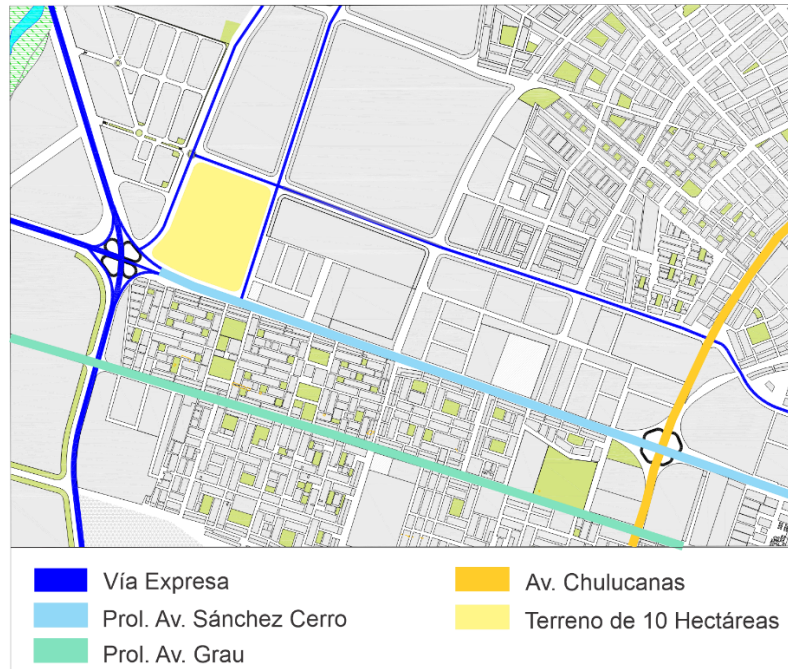 Vía Expresa
Prol. Av. Sánchez Cerro
Prol. Av. Grau
Av. Chulucanas
Terreno de 10 Hectáreas